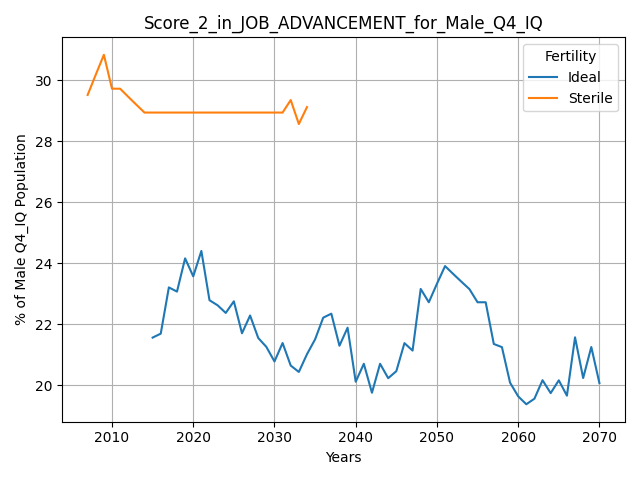 Score_2_in_JOB_ADVANCEMENT_for_Male_Q4_IQ
Fertility
Ideal
Sterile
% of Male Q4_IQ Population
30
28
26
24
22
20
2010 2020 2030 2040 2050 2060 2070
Years